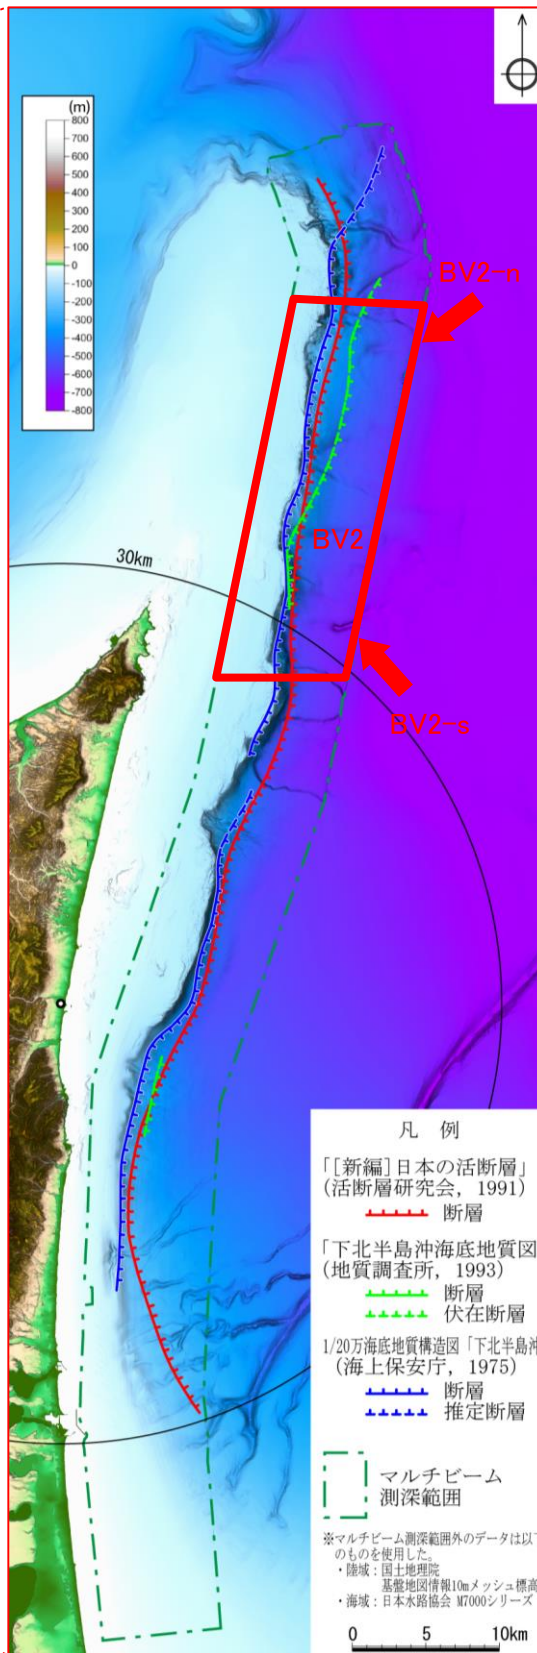 (m)
800
700
600
500
400
300
200
100
0
-100
-200
-300
-400
-500
-600
-700
-800
BV2-n
BV2
30km
BV2-s
凡 例
「[新編]日本の活断層」
(活断層研究会, 1991)
断層
「下北半島沖海底地質図
(地質調査所, 1993)
断層
伏在断層
1/20万海底地質構造図「下北半島沖
(海上保安庁, 1975)
断層
推定断層
マルチビーム
測深範囲
※マルチビーム測深範囲外のデータは以下
のものを使用した。
・陸域：国土地理院
基盤地図情報10mメッシュ標高
・海域：日本水路協会 M7000シリーズ
0 5 10km